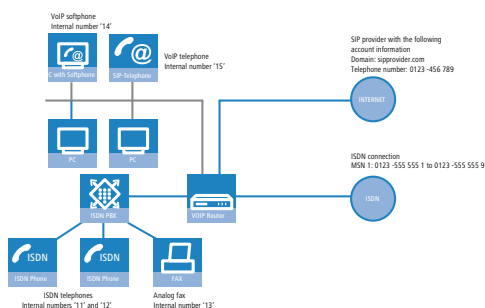 VoIP softphone
Internal number '14'
@
C with Softphone
@
SIP-Telephone
VoIP telephone
Internal number '15'
SIP provider with the following
account information
Domain: sipprovider.com
Telephone number: 0123 -456 789
INTERNET
PC
PC
ISDN connection
MSN 1: 0123 -555 555 1 to 0123 -555 555 9
ISDN PBX
VOIP Router
ISDN
ISDN
ISDN Phone
ISDN
ISDN Phone
FAX
ISDN telephones
Internal numbers '11' and '12'
Analog fax
Internal number '13'